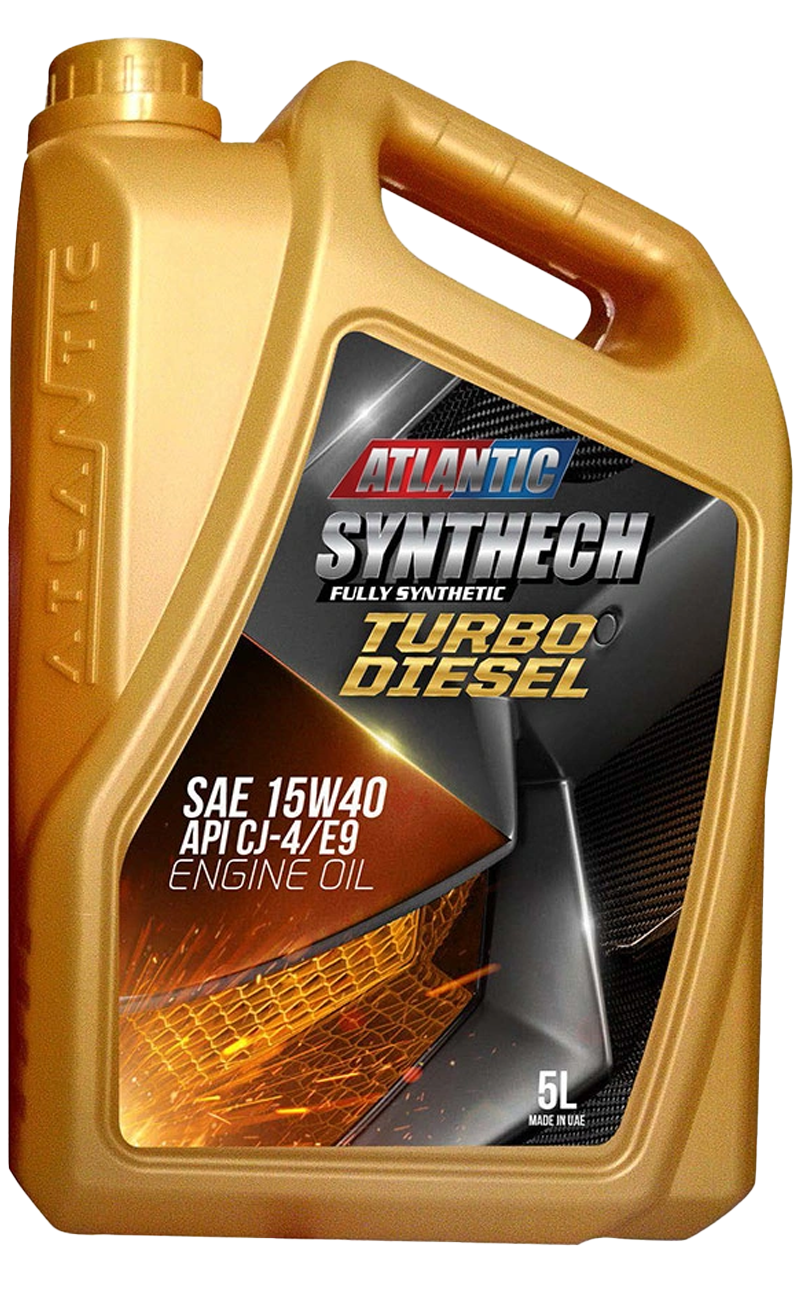 ATLANTIC
ATLANTIC
SYNTHECH
FULLY SYNTHETIC
TURBO
DIESEL
SAE 15W40
API CJ-4/E9
ENGINE OIL
5L
MADE IN UAE